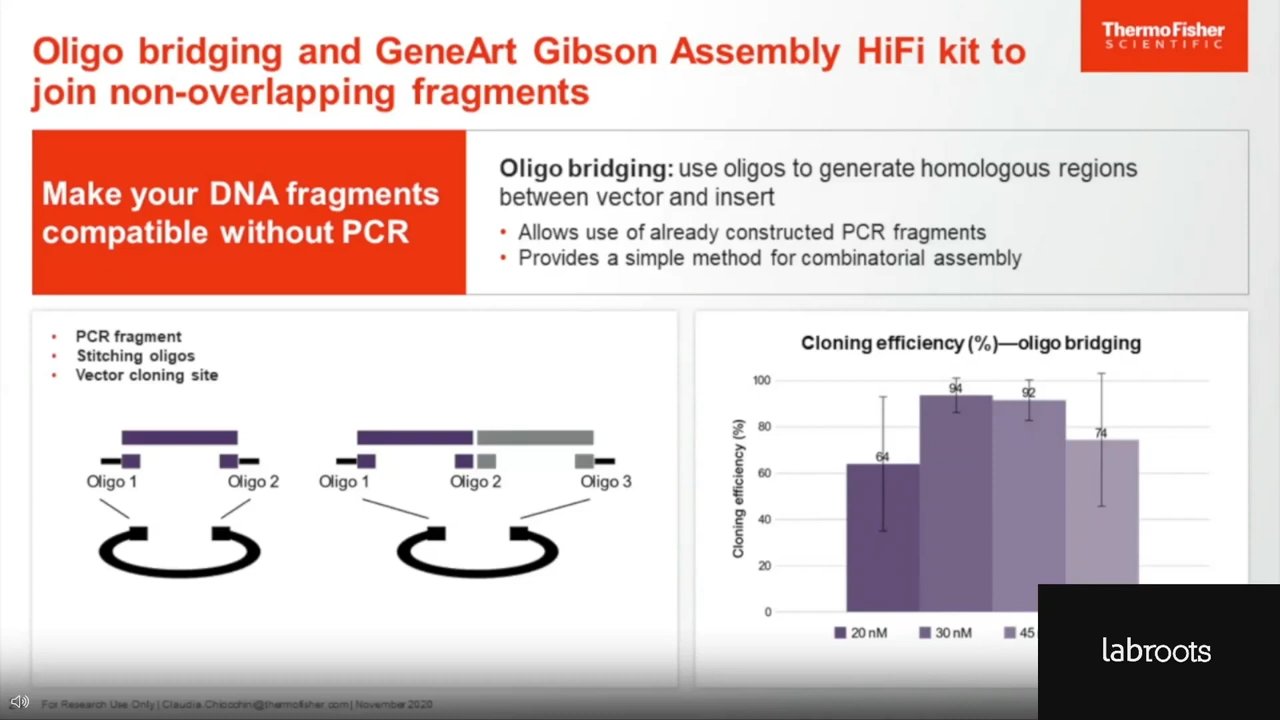 Oligo bridging and GeneArt Gibson Assembly HiFi kit to
join non-overlapping fragments
ThermoFisher
SCIENTIFIC
Make your DNA fragments
compatible without PCR
Oligo bridging: use oligos to generate homologous regions
between vector and insert
• Allows use of already constructed PCR fragments
• Provides a simple method for combinatorial assembly
• PCR fragment
• Stitching oligos
• Vector cloning site
Oligo 1 Oligo 2
Oligo 1 Oligo 2 Oligo 3
Cloning efficiency (%)—oligo bridging
Cloning efficiency (%)
100
80
60
40
20
0
64
94
92
74
20 nM 30 nM 45
labroots
For Research Use Only | Claudia.Chiocchini@thermofisher.com | November 2020